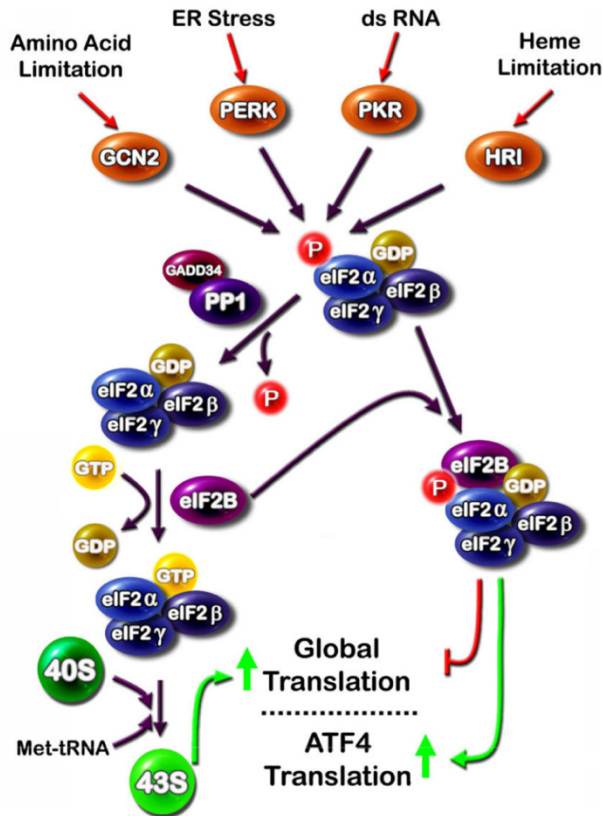 ER Stress
ds RNA
Amino Acid
Limitation
Heme
Limitation
PERK
PKR
GCN2
HRI
P
GDP
eIF2α
eIF2β
eIF2γ
GADD34
PP1
P
GDP
eIF2α
eIF2β
eIF2γ
GTP
eIF2B
GDP
eIF2B
P
GDP
eIF2α
eIF2β
eIF2γ
GTP
eIF2α
eIF2β
eIF2γ
40S
Met-tRNA
43S
Global
Translation
ATF4
Translation